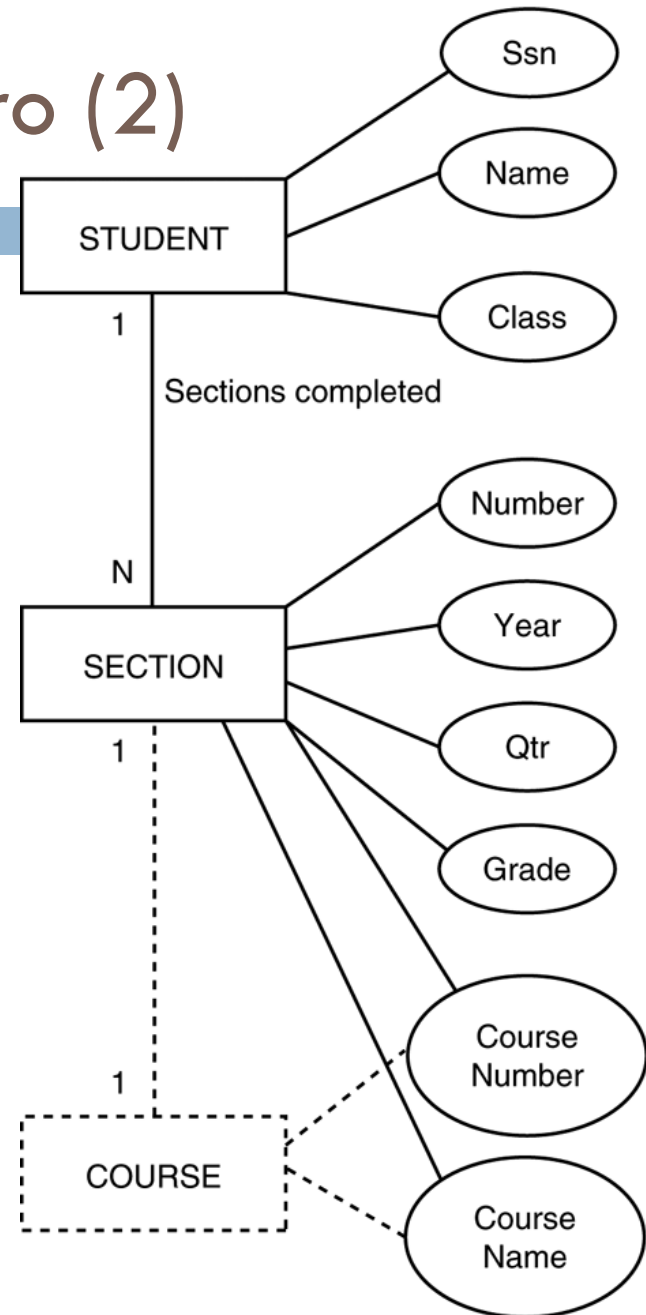 ro (2)
Ssn
Name
STUDENT
Class
1
Sections completed
Number
N
Year
SECTION
Qtr
1
Grade
Course
Number
1
COURSE
Course
Name